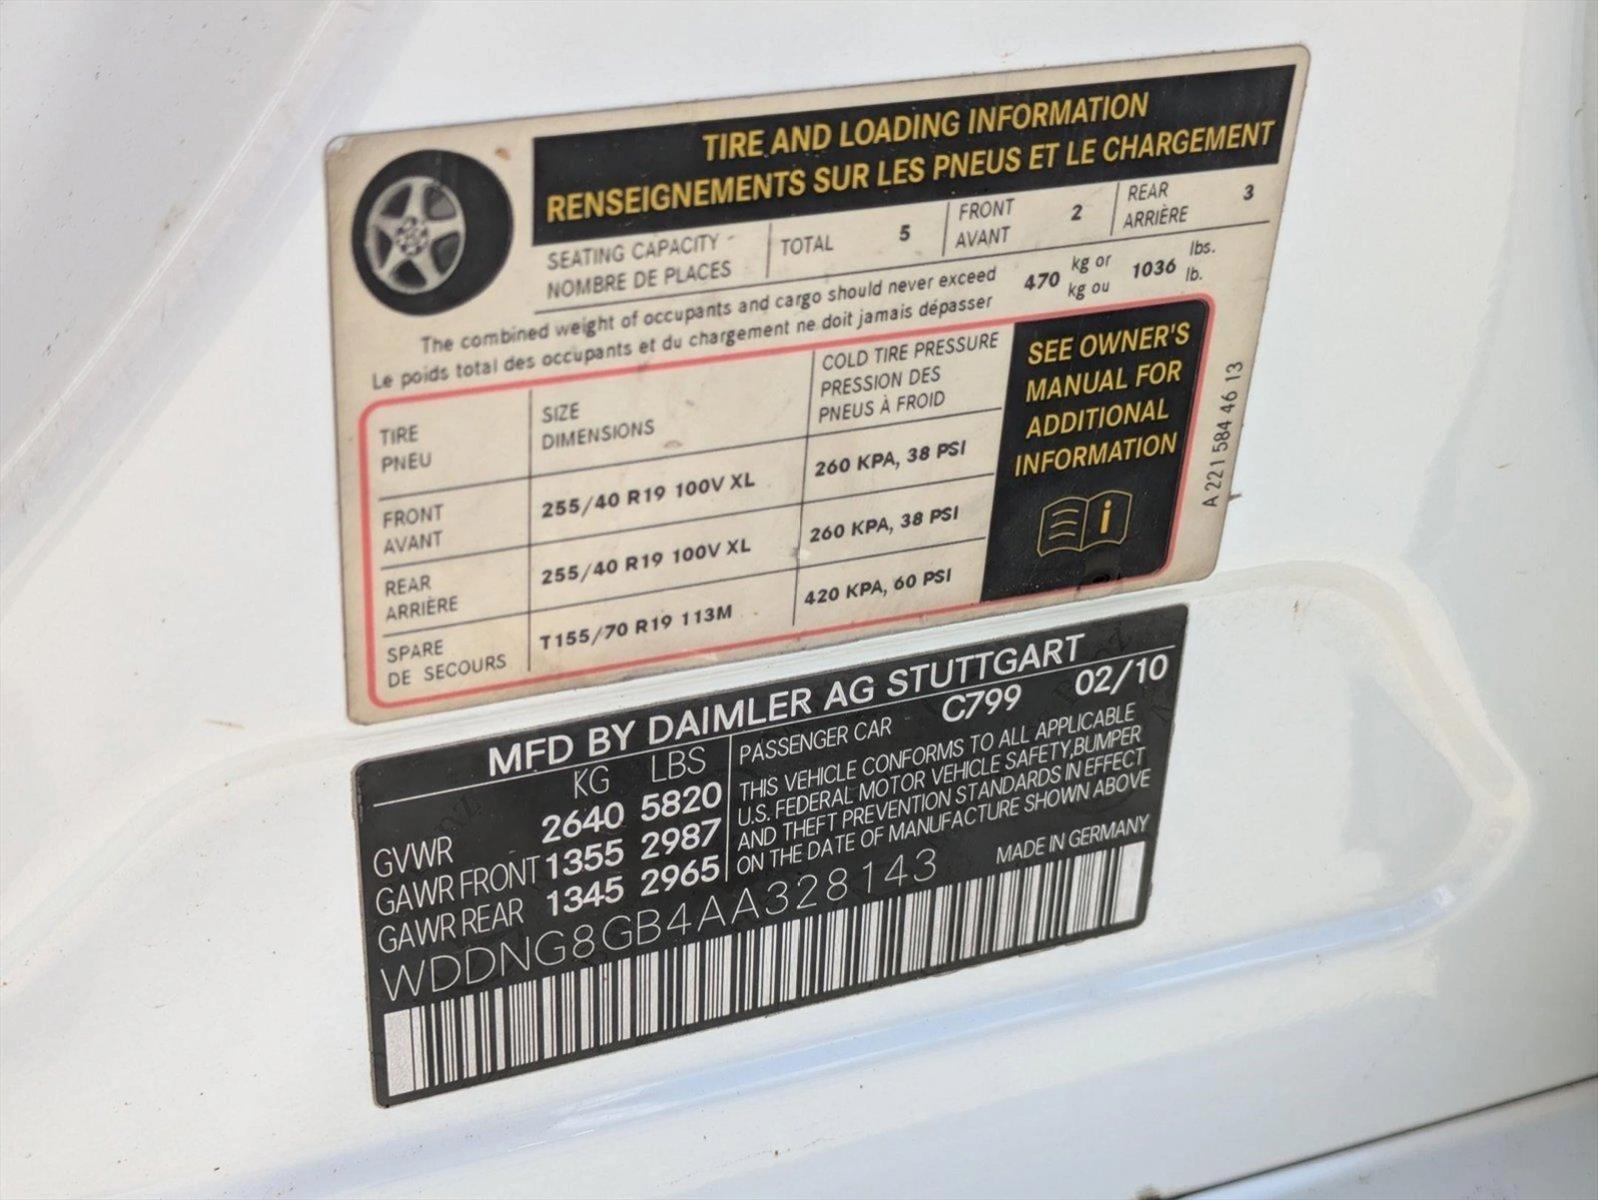 TIRE AND LOADING INFORMATION
RENSEIGNEMENTS SUR LES PNEUS ET LE CHARGEMENT
SEATING CAPACITY - TOTAL 5 FRONT 2 REAR 3
NOMBRE DE PLACES AVANT ARRIÈRE
The combined weight of occupants and cargo should never exceed 470 kg or 1036 lbs.
Le poids total des occupants et du chargement ne doit jamais dépasser kg ou lb.
TIRE SIZE COLD TIRE PRESSURE
PNEU DIMENSIONS PRESSION DES
PNEUS À FROID
FRONT 255/40 R19 100V XL 260 KPA, 38 PSI
AVANT
REAR 255/40 R19 100V XL 260 KPA, 38 PSI
ARRIÈRE
SPARE T155/70 R19 113M 420 KPA, 60 PSI
DE SECOURS
SEE OWNER'S
MANUAL FOR
ADDITIONAL
INFORMATION
i
A 221 584 46 13
MFD BY DAIMLER AG STUTTGART
KG LBS
GVWR 2640 5820
GAWR FRONT 1355 2987
GAWR REAR 1345 2965
PASSENGER CAR C799 02/10
THIS VEHICLE CONFORMS TO ALL APPLICABLE
U.S. FEDERAL MOTOR VEHICLE SAFETY,BUMPER
AND THEFT PREVENTION STANDARDS IN EFFECT
ON THE DATE OF MANUFACTURE SHOWN ABOVE
WDDNG8GB4AA328143 MADE IN GERMANY